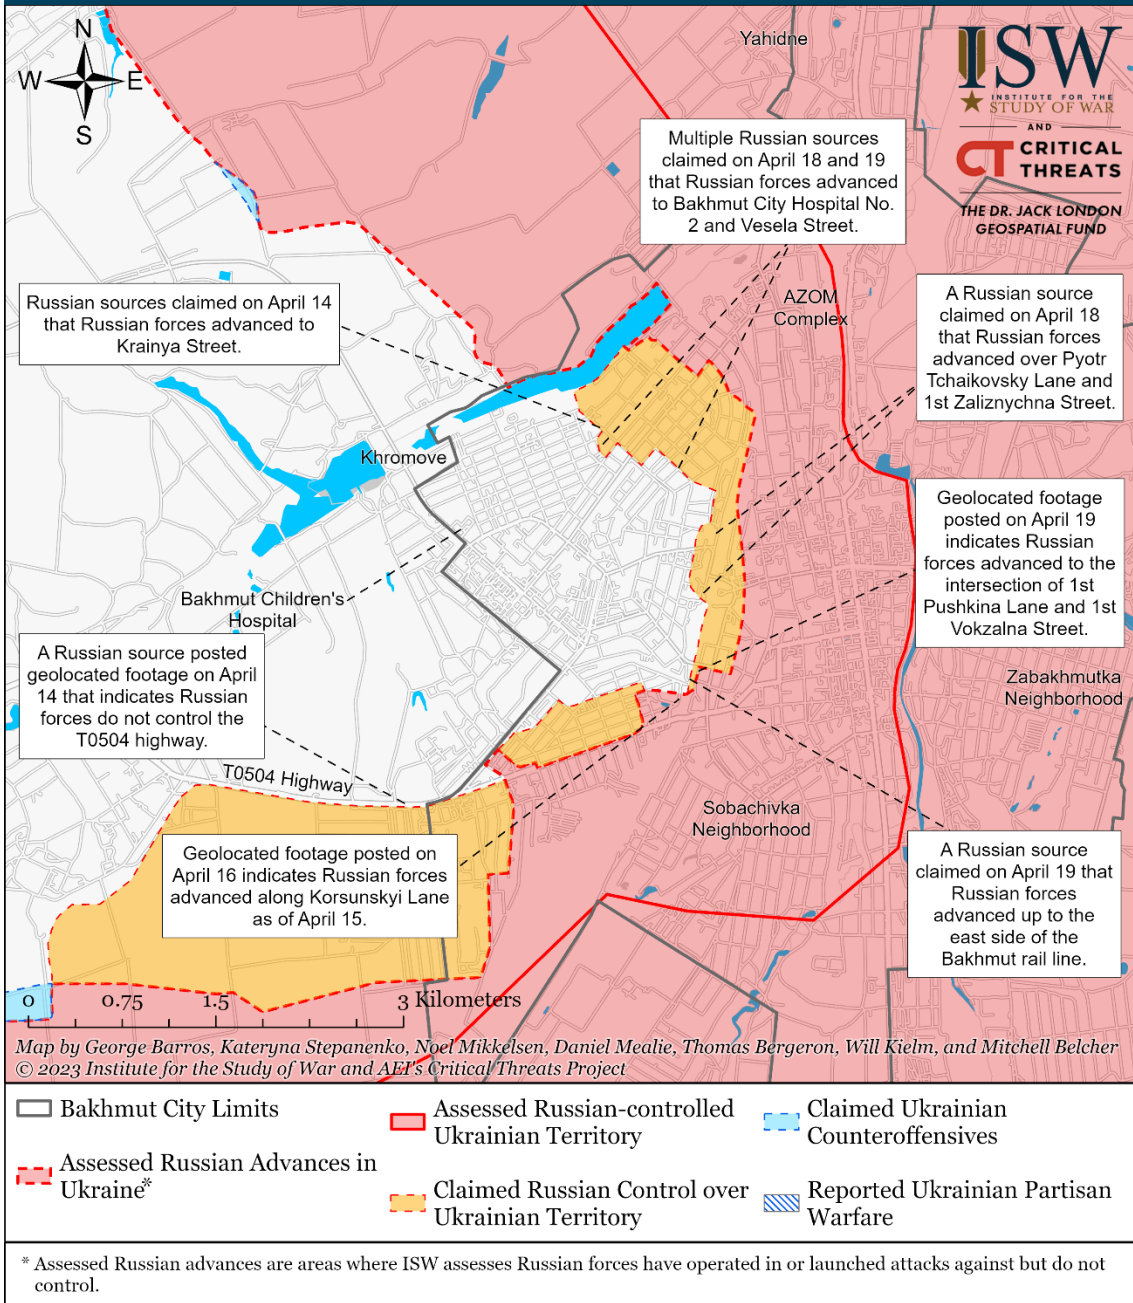 N
W
E
S
Yahidne
ISW
INSTITUTE FOR THE
STUDY OF WAR
AND
CT CRITICAL
THREATS
THE DR. JACK LONDON
GEOSPATIAL FUND
Multiple Russian sources
claimed on April 18 and 19
that Russian forces advanced
to Bakhmut City Hospital No.
2 and Vesela Street.
Russian sources claimed on April 14
that Russian forces advanced to
Krainya Street.
AZOM
Complex
A Russian source
claimed on April 18
that Russian forces
advanced over Pyotr
Tchaikovsky Lane and
1st Zaliznychna Street.
Khromove
Geolocated footage
posted on April 19
indicates Russian
forces advanced to the
intersection of 1st
Pushkina Lane and 1st
Vokzalna Street.
Bakhmut Children's
Hospital
A Russian source posted
geolocated footage on April
14 that indicates Russian
forces do not control the
T0504 highway.
Zabakhmutka
Neighborhood
T0504 Highway
Sobachivka
Neighborhood
Geolocated footage posted on
April 16 indicates Russian forces
advanced along Korsunskyi Lane
as of April 15.
A Russian source
claimed on April 19 that
Russian forces
advanced up to the
east side of the
Bakhmut rail line.
0 0.75 1.5 3 Kilometers
Map by George Barros, Kateryna Stepanenko, Noel Mikkelsen, Daniel Mealie, Thomas Bergeron, Will Kielm, and Mitchell Belcher
© 2023 Institute for the Study of War and AEI's Critical Threats Project
Bakhmut City Limits
Assessed Russian Advances in
Ukraine*
Assessed Russian-controlled
Ukrainian Territory
Claimed Russian Control over
Ukrainian Territory
Claimed Ukrainian
Counteroffensives
Reported Ukrainian Partisan
Warfare
* Assessed Russian advances are areas where ISW assesses Russian forces have operated in or launched attacks against but do not
control.